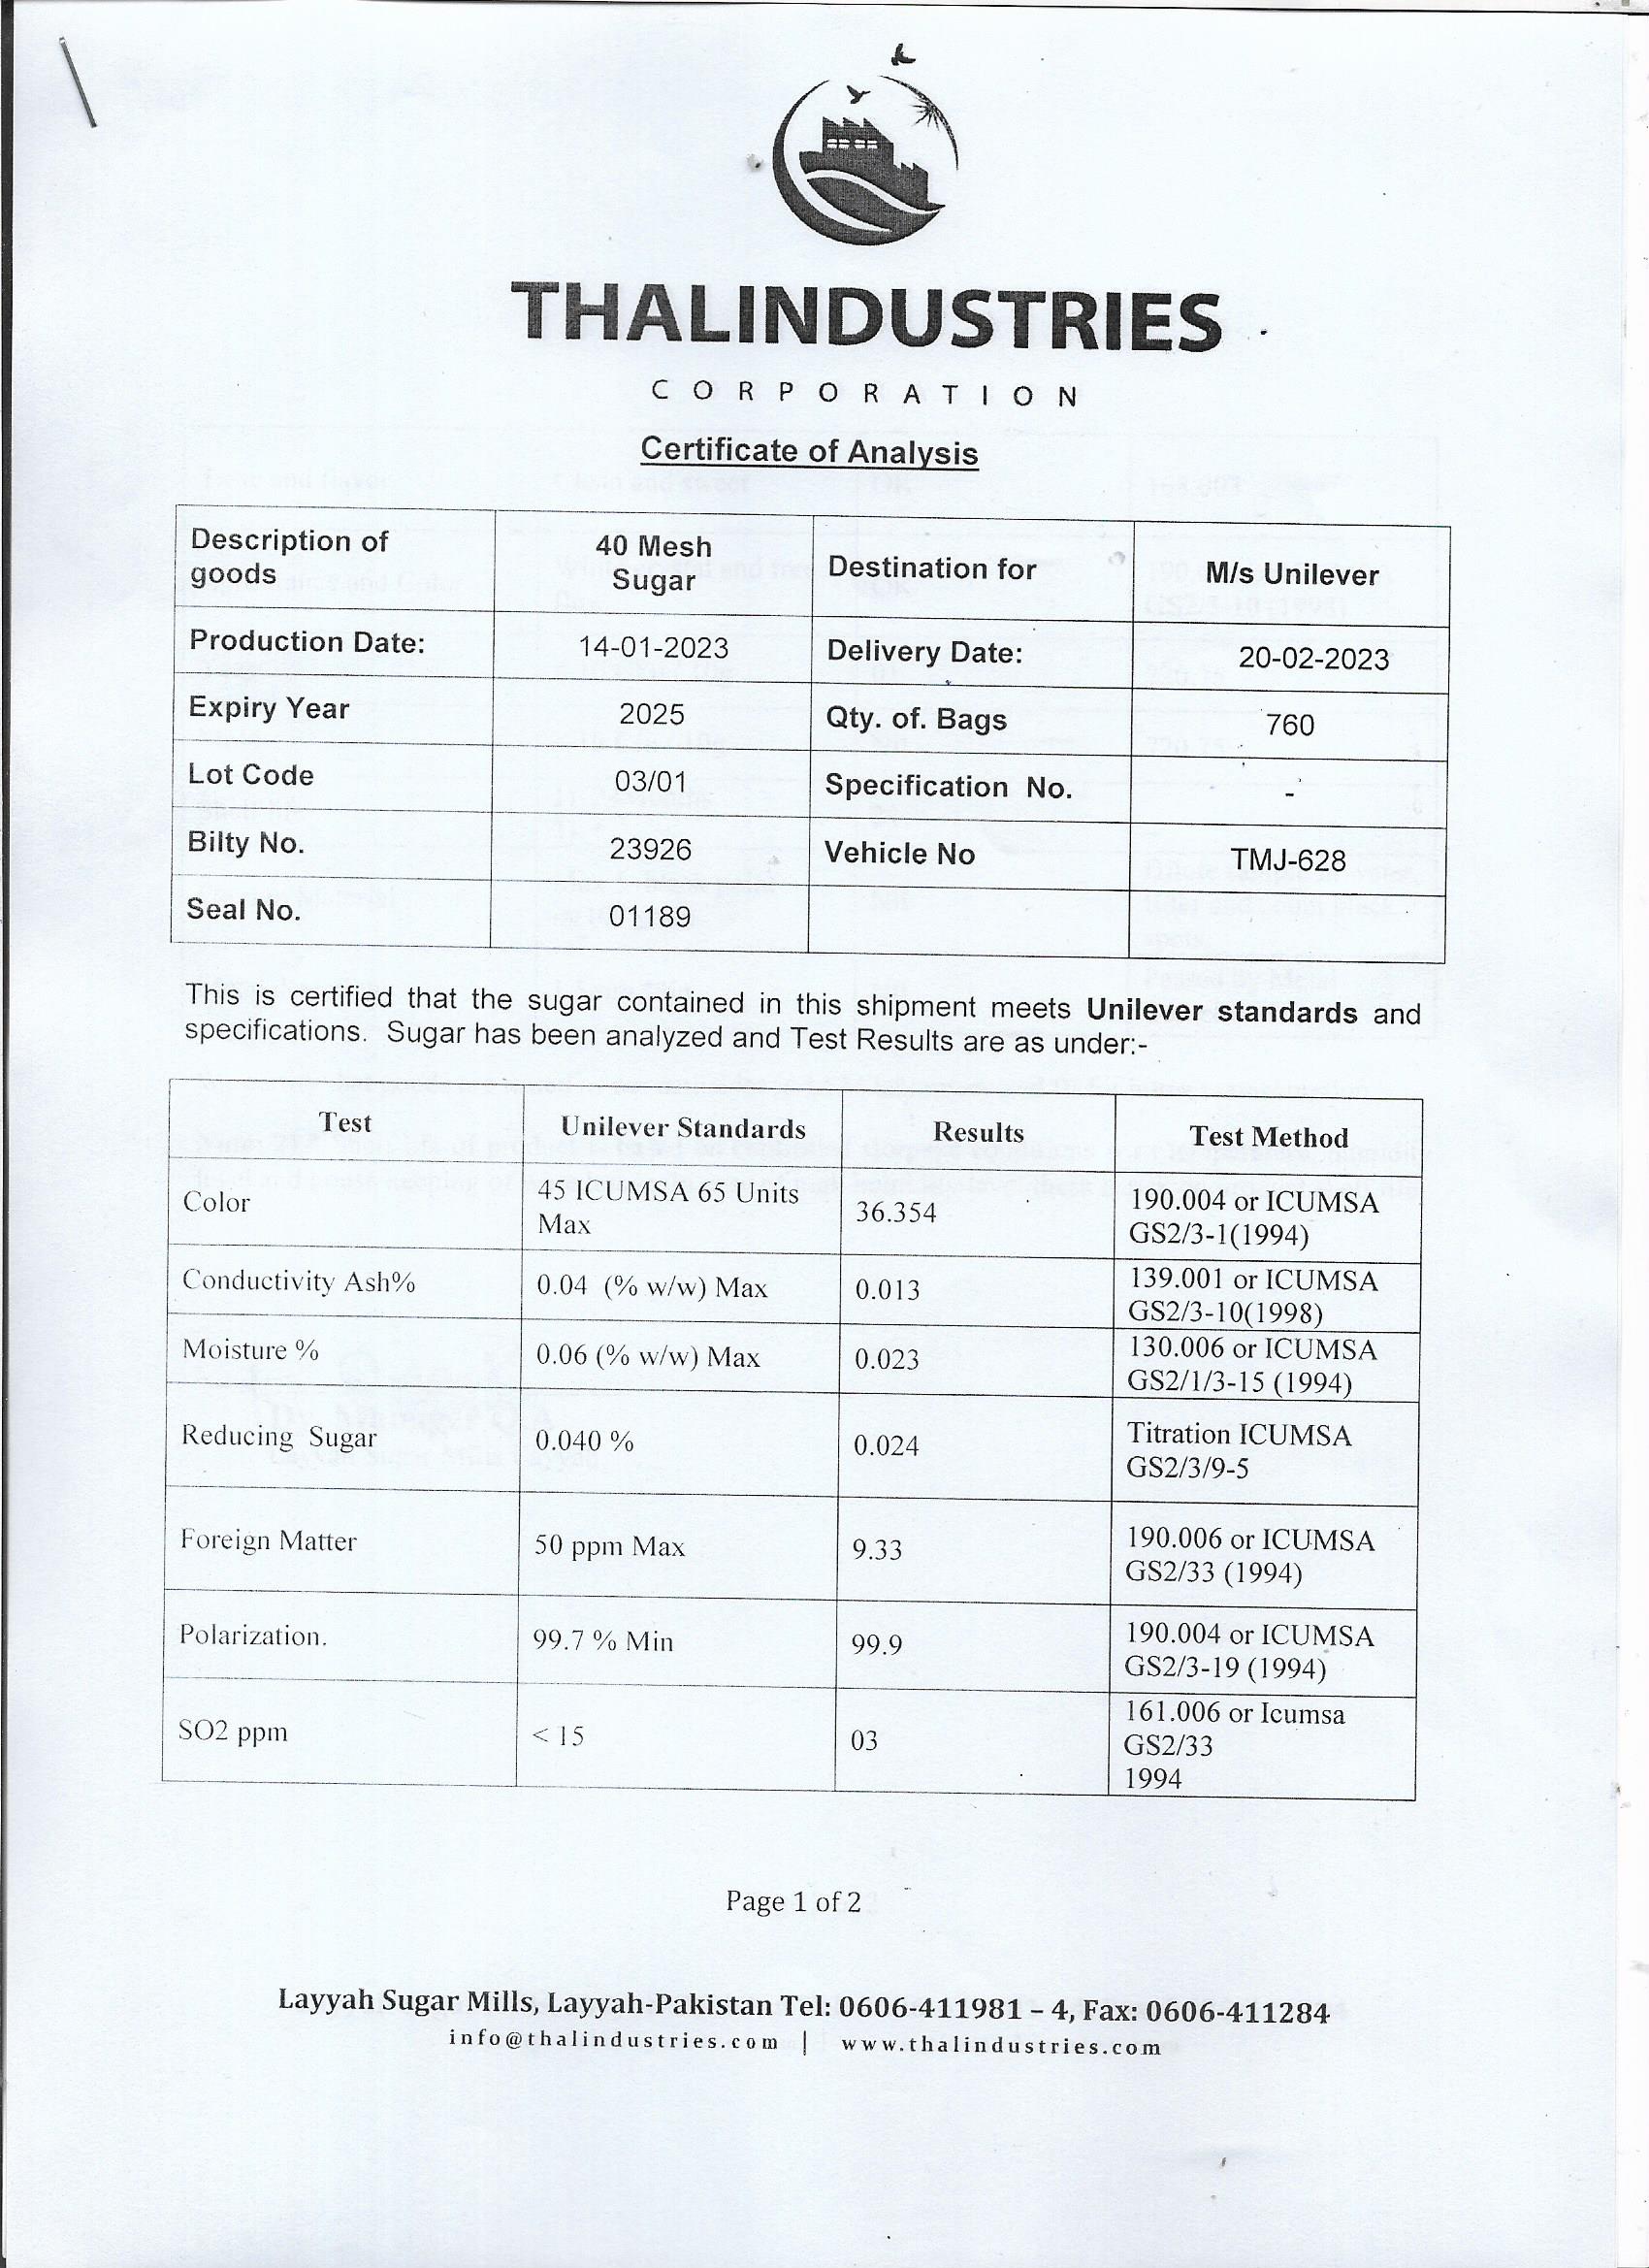 THALINDUSTRIES
CORPORATION
Certificate of Analysis
Description of
goods
40 Mesh
Sugar
Destination for
M/s Unilever
Production Date:
14-01-2023
Delivery Date:
20-02-2023
Expiry Year
2025
Qty. of. Bags
760
Lot Code
03/01
Specification No.
-
Bilty No.
23926
Vehicle No
TMJ-628
Seal No.
01189
This is certified that the sugar contained in this shipment meets Unilever standards and
specifications. Sugar has been analyzed and Test Results are as under:-
Test
Unilever Standards
Results
Test Method
Color
45 ICUMSA 65 Units
Max
36.354
190.004 or ICUMSA
GS2/3-1(1994)
Conductivity Ash%
0.04 (% w/w) Max
0.013
139.001 or ICUMSA
GS2/3-10(1998)
Moisture %
0.06 (% w/w) Max
0.023
130.006 or ICUMSA
GS2/1/3-15 (1994)
Reducing Sugar
0.040 %
0.024
Titration ICUMSA
GS2/3/9-5
Foreign Matter
50 ppm Max
9.33
190.006 or ICUMSA
GS2/33 (1994)
Polarization.
99.7 % Min
99.9
190.004 or ICUMSA
GS2/3-19 (1994)
SO2 ppm
< 15
03
161.006 or Icumsa
GS2/33
1994
Page 1 of 2
Layyah Sugar Mills, Layyah-Pakistan Tel: 0606-411981 – 4, Fax: 0606-411284
info@thalindustries.com | www.thalindustries.com